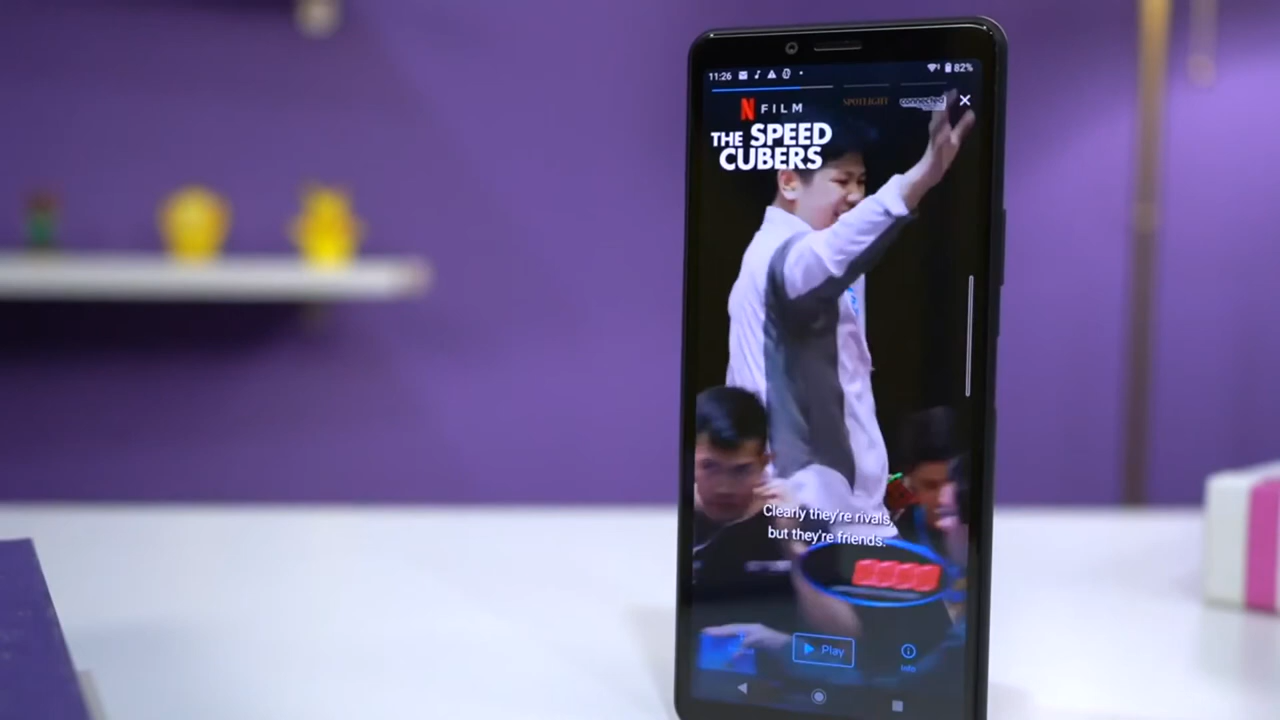 11:26
82%
N FILM
SPOTLIGHT
connected
THE SPEED
CUBERS
Clearly they're rivals,
but they're friends.
Play
Info